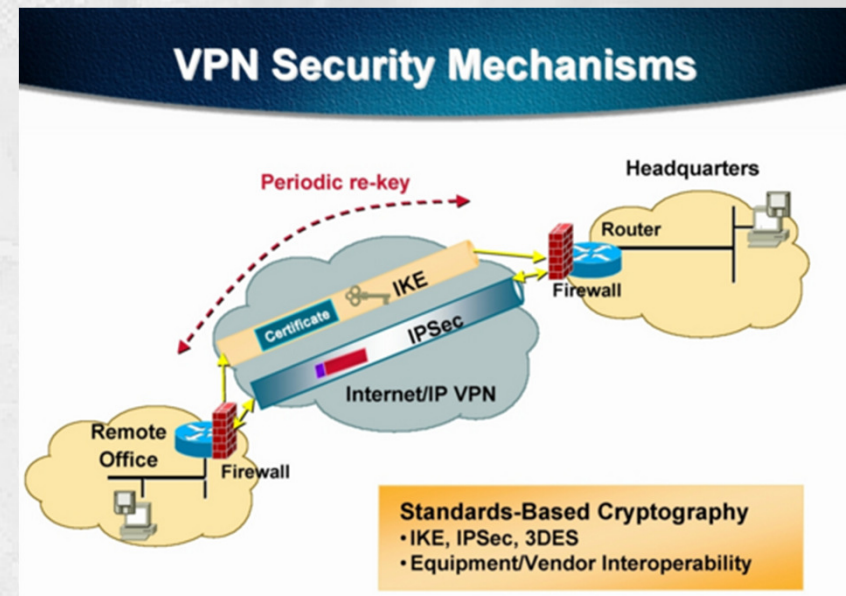 VPN Security Mechanisms
Periodic re-key
Headquarters
Router
Firewall
IKE
Certificate
IPSec
Internet/IP VPN
Remote
Office
Firewall
Standards-Based Cryptography
• IKE, IPSec, 3DES
• Equipment/Vendor Interoperability